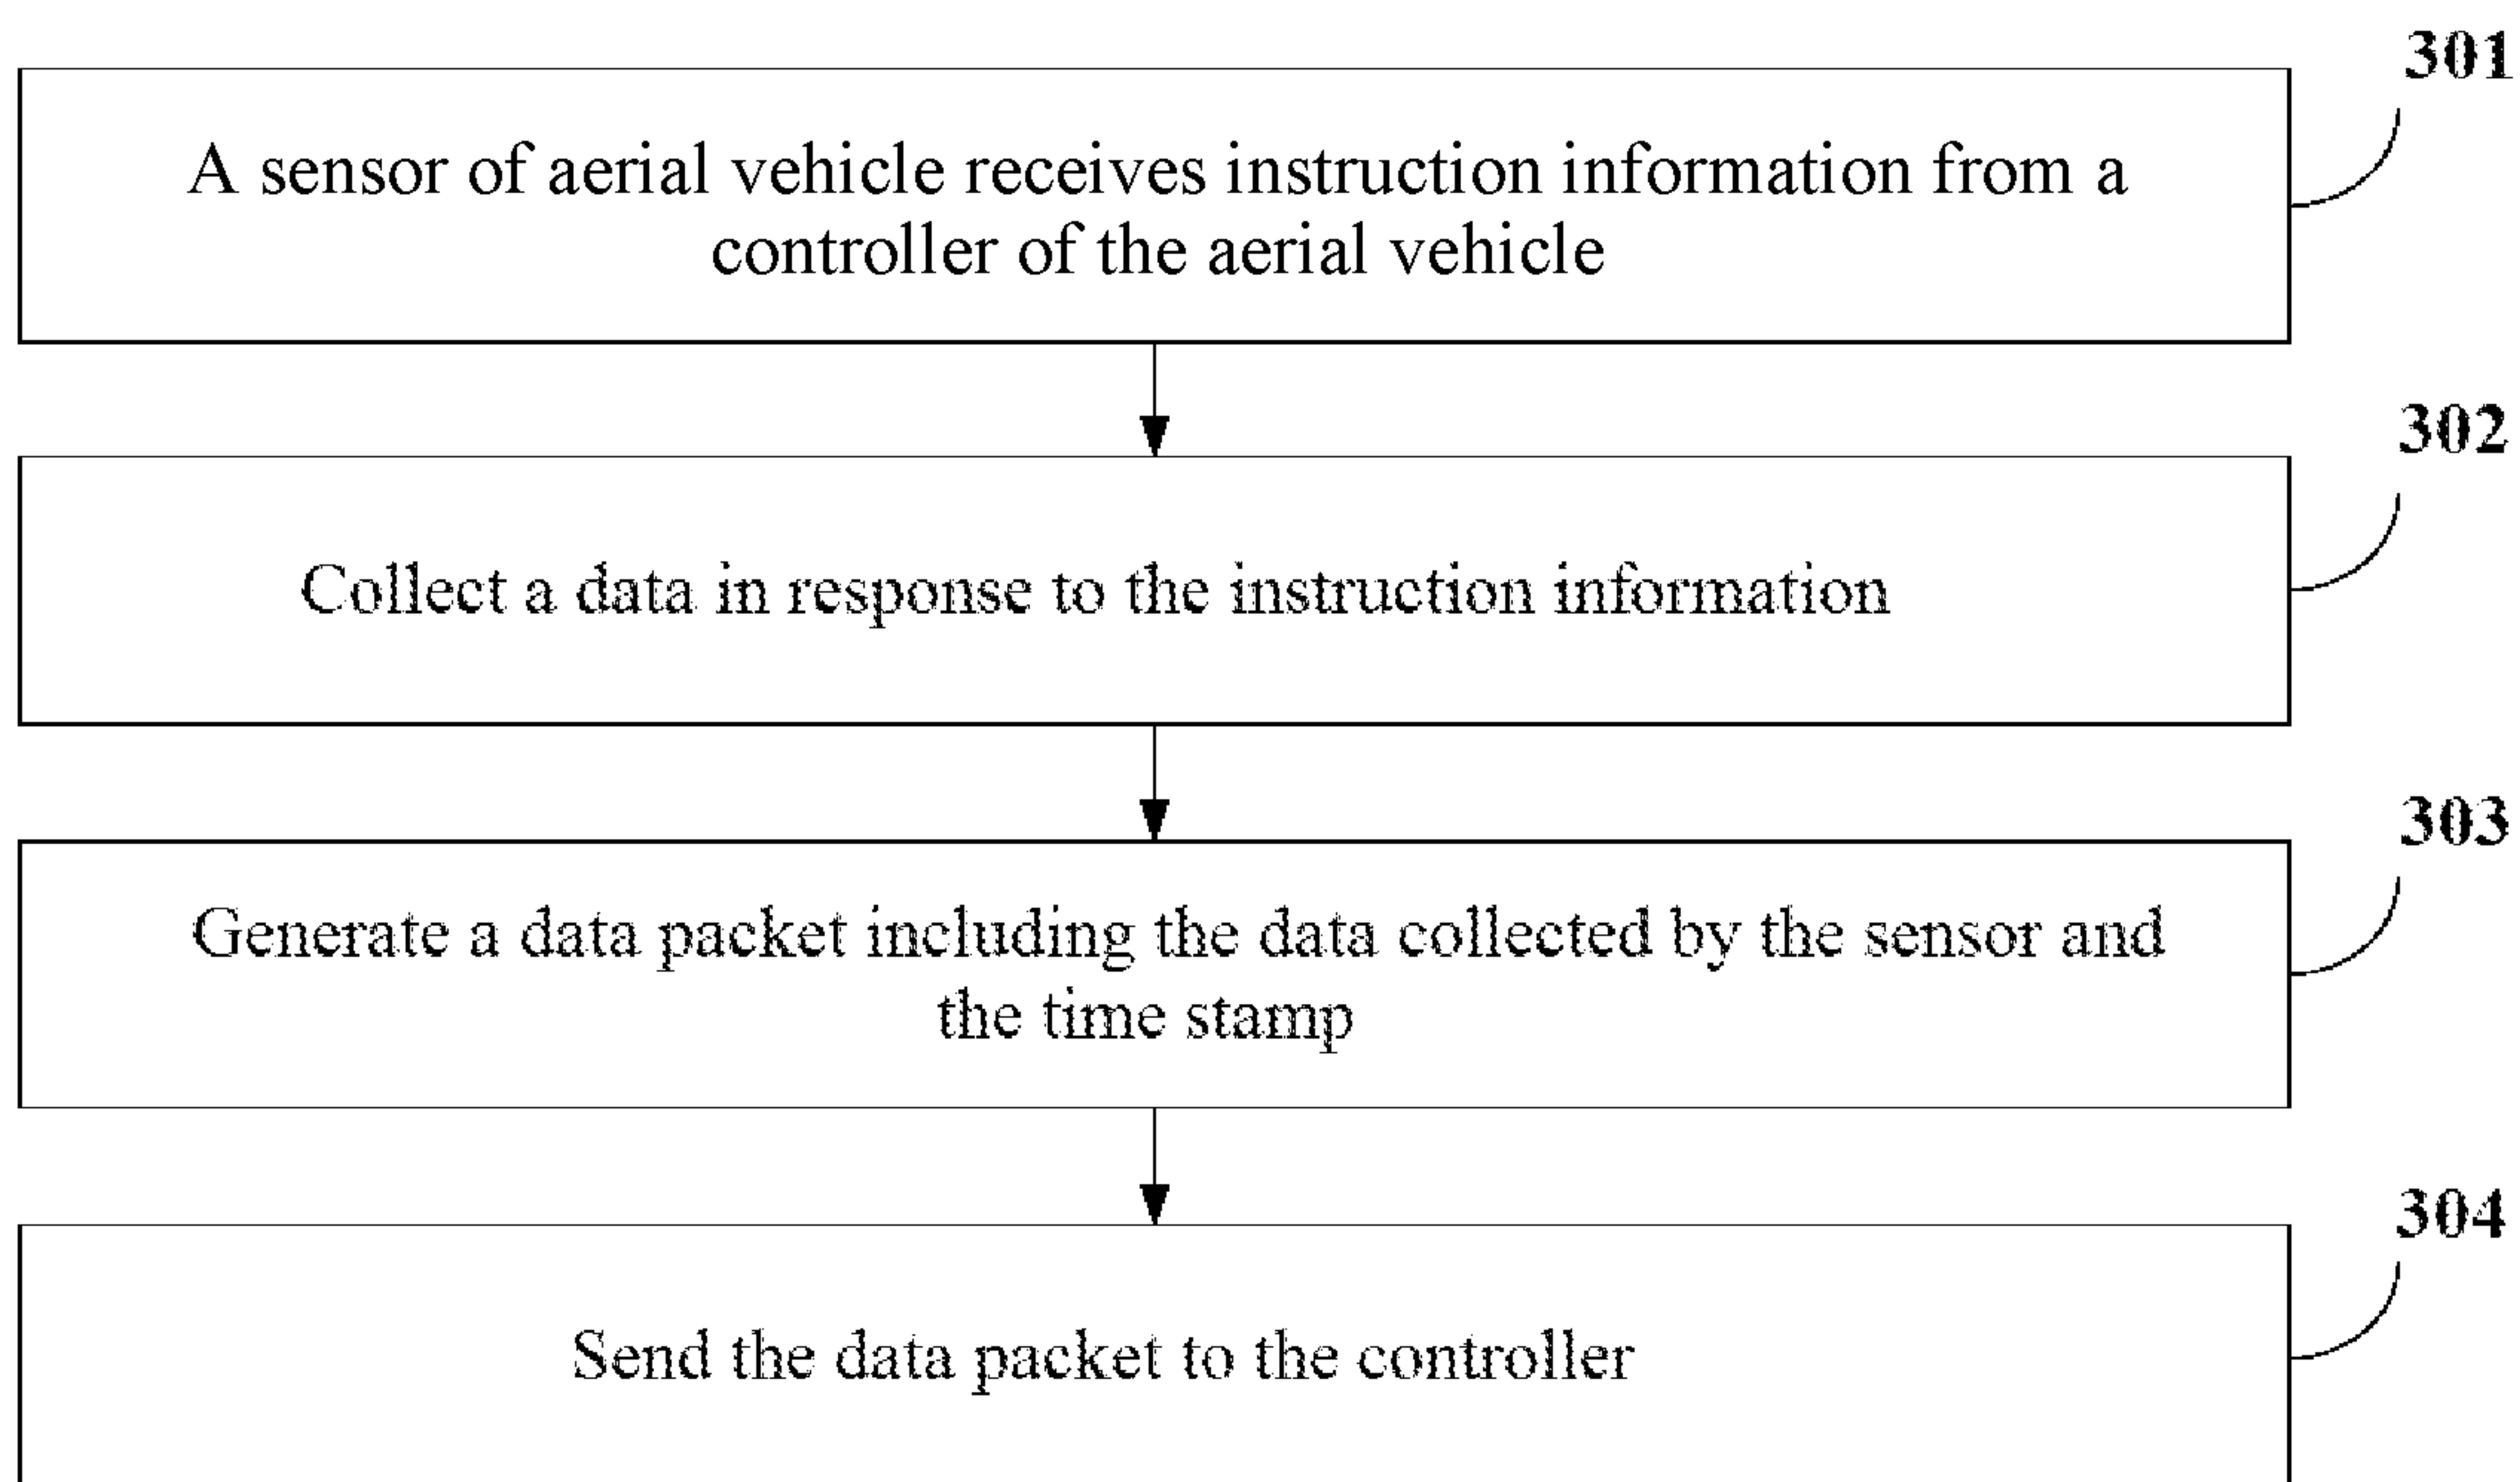 301
A sensor of aerial vehicle receives instruction information from a
controller of the aerial vehicle
302
Collect a data in response to the instruction information
303
Generate a data packet including the data collected by the sensor and
the time stamp
304
Send the data packet to the controller